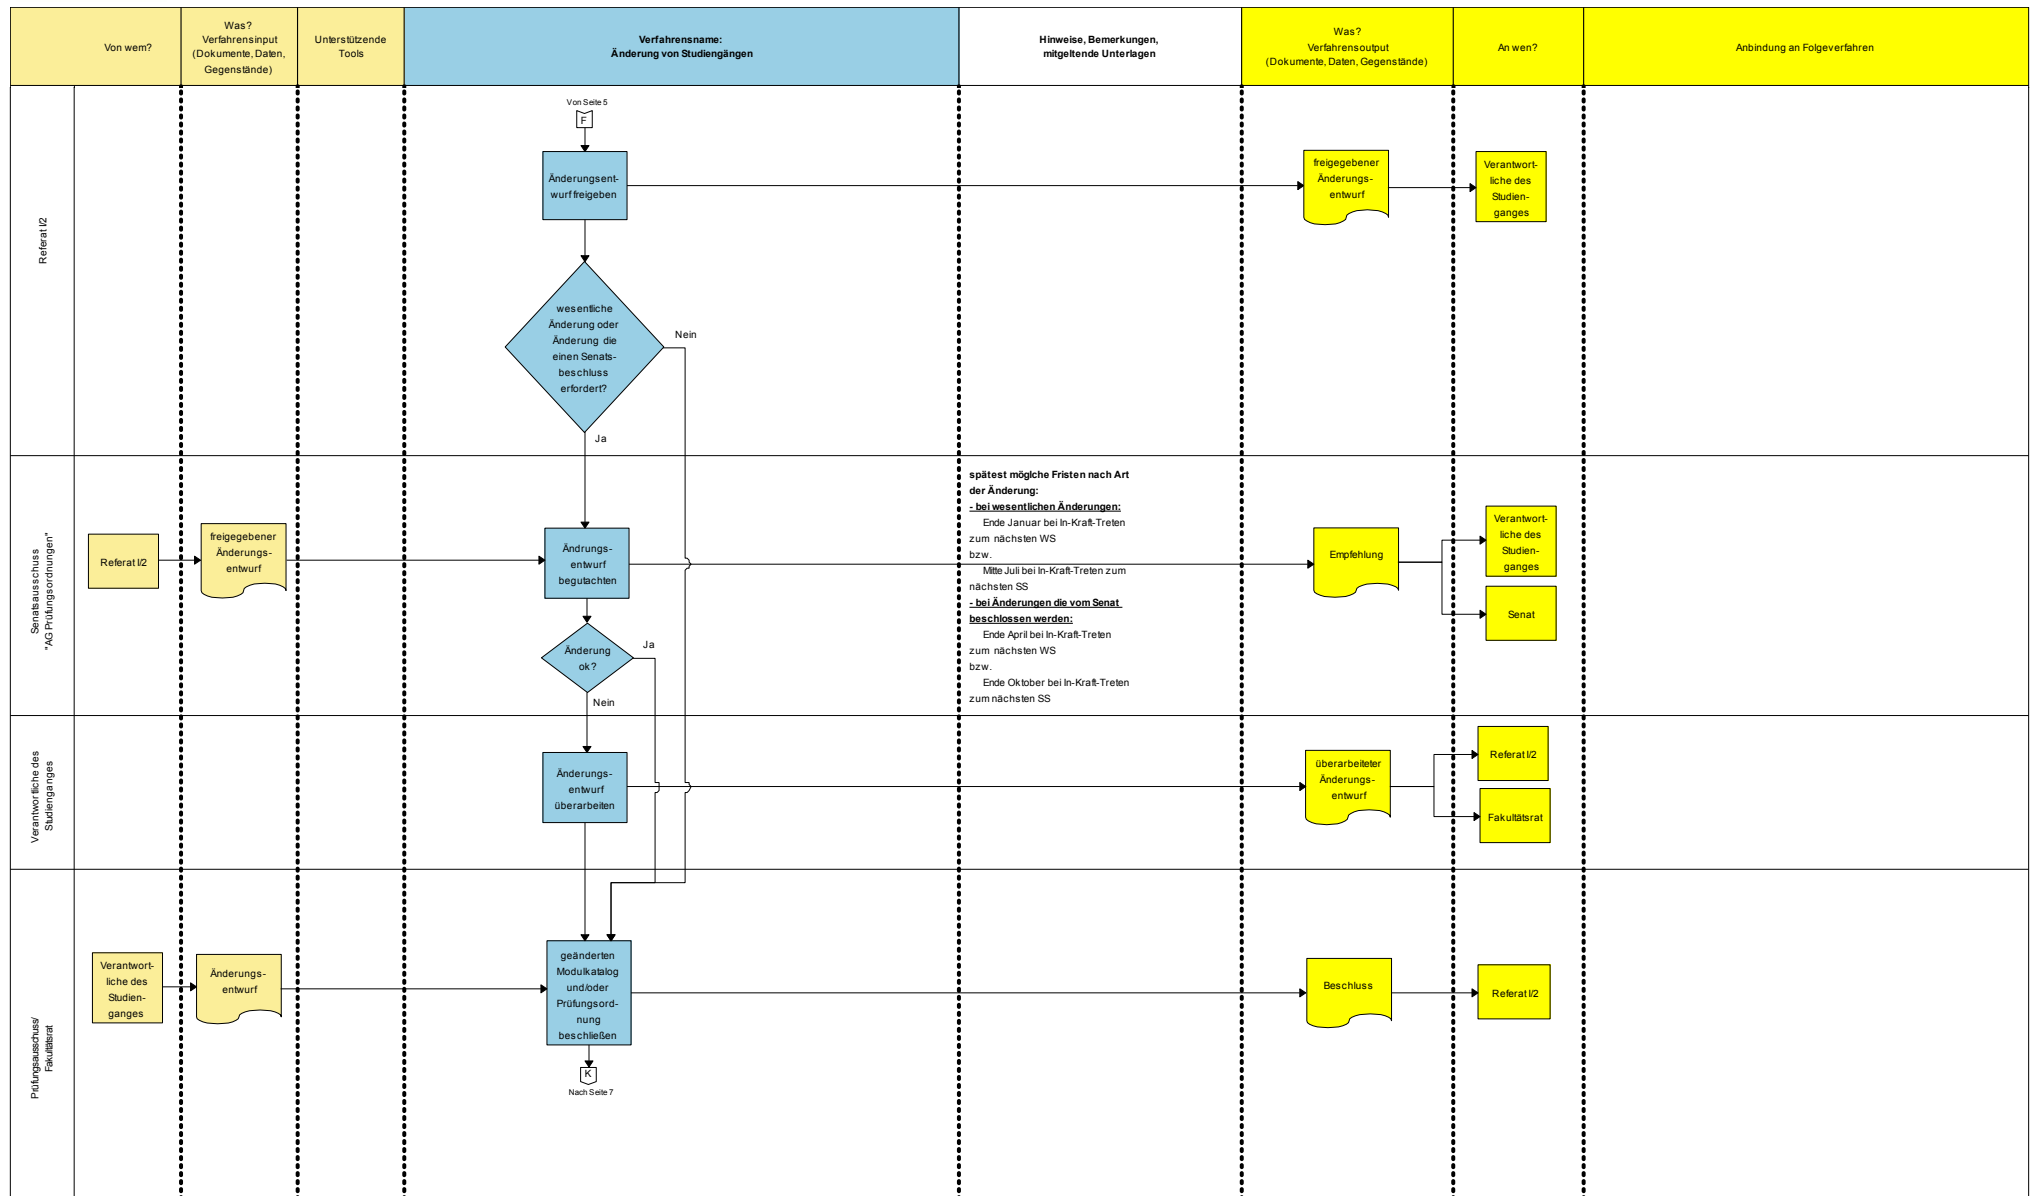 Von wem?
Was?
Verfahrensinput
(Dokumente, Daten,
Gegenstände)
Unterstützende
Tools
Verfahrensname:
Änderung von Studiengängen
Hinweise, Bemerkungen,
mitgeltende Unterlagen
Was?
Verfahrensoutput
(Dokumente, Daten, Gegenstände)
An wen?
Anbindung an Folgeverfahren
Referat I/2
Von Seite 5
F
Änderungsent-
wurf freigeben
freigegebener
Änderungs-
entwurf
Verantwort-
liche des
Studien-
ganges
wesentliche
Änderung oder
Änderung die
einen Senats-
beschluss
erfordert?
Nein
Ja
Senatsausschuss
"AG Prüfungsordnungen"
Referat I/2
freigegebener
Änderungs-
entwurf
Ändrungs-
entwurf
begutachten
Änderung
ok?
Ja
Nein
spätest möglche Fristen nach Art
der Änderung:
- bei wesentlichen Änderungen:
Ende Januar bei In-Kraft-Treten
zum nächsten WS
bzw.
Mitte Juli bei In-Kraft-Treten zum
nächsten SS
- bei Änderungen die vom Senat
beschlossen werden:
Ende April bei In-Kraft-Treten
zum nächsten WS
bzw.
Ende Oktober bei In-Kraft-Treten
zum nächsten SS
Empfehlung
Verantwort-
liche des
Studien-
ganges
Senat
Verantwortliche des
Studienganges
Änderungs-
entwurf
überarbeiten
überarbeiteter
Änderungs-
entwurf
Referat I/2
Fakultätsrat
Prüfungsausschuss/
Fakultätsrat
Verantwort-
liche des
Studien-
ganges
Änderungs-
entwurf
geänderten
Modulkatalog
und/oder
Prüfungsord-
nung
beschließen
Beschluss
Referat I/2
K
Nach Seite 7